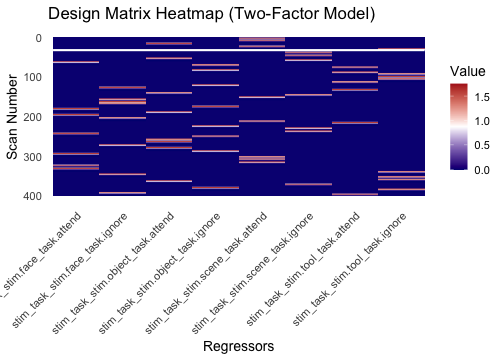 Design Matrix Heatmap (Two-Factor Model)
Scan Number
0
100
200
300
400
_stim.face_task.attend
stim_task_stim.face_task.ignore
stim_task_stim.object_task.attend
stim_task_stim.object_task.ignore
stim_task_stim.scene_task.attend
stim_task_stim.scene_task.ignore
stim_task_stim.tool_task.attend
stim_task_stim.tool_task.ignore
Regressors
Value
1.5
1.0
0.5
0.0